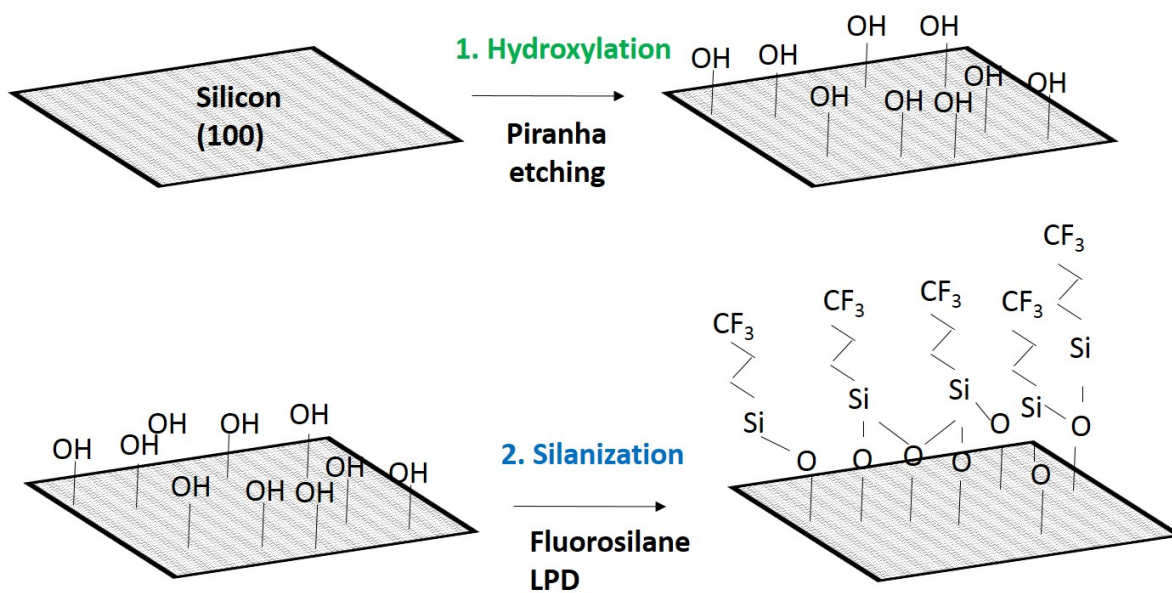 Silicon
(100)
1. Hydroxylation
Piranha
etching
OH OH
OH OH
OH OH
OH OH OH
OH
OH OH
OH OH
OH OH
OH OH OH
2. Silanization
Fluorosilane
LPD
CF₃
CF₃ CF₃ CF₃
CF₃
Si
Si Si Si
Si O O
O O O O O